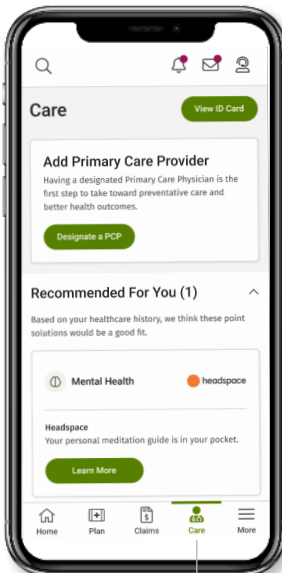 Care
View ID Card
Add Primary Care Provider
Having a designated Primary Care Physician is the
first step to take toward preventative care and
better health outcomes.
Designate a PCP
Recommended For You (1)
Based on your healthcare history, we think these point
solutions would be a good fit.
Mental Health
headspace
Headspace
Your personal meditation guide is in your pocket.
Learn More
Home
Plan
Claims
Care
More